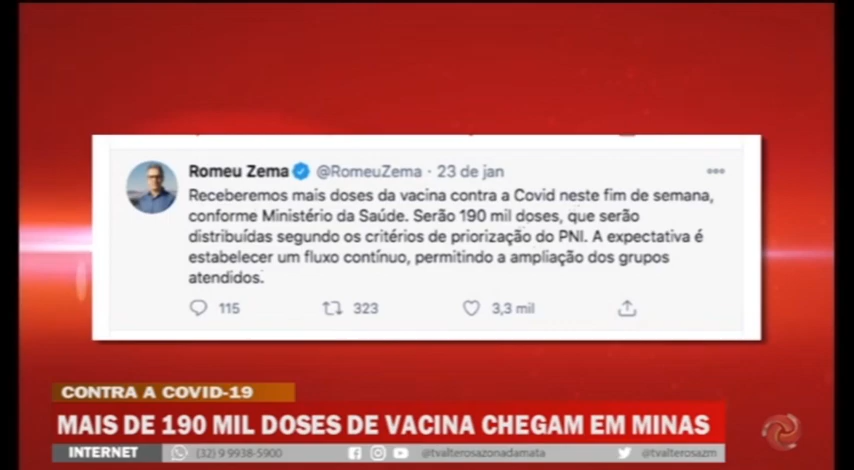 Romeu Zema @RomeuZema · 23 de jan
Receberemos mais doses da vacina contra a Covid neste fim de semana,
conforme Ministério da Saúde. Serão 190 mil doses, que serão
distribuídas segundo os critérios de priorização do PNI. A expectativa é
estabelecer um fluxo contínuo, permitindo a ampliação dos grupos
atendidos.
115 323 3,3 mil
CONTRA A COVID-19
MAIS DE 190 MIL DOSES DE VACINA CHEGAM EM MINAS
INTERNET (32) 9 9938-5900 @tvalterosazonadamata @tvalterosazm